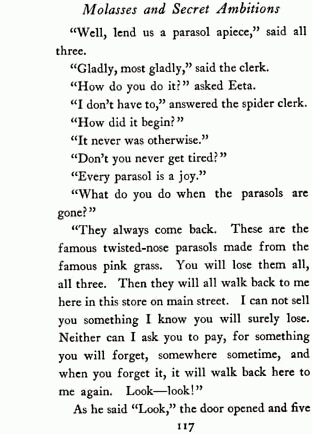 Molasses and Secret Ambitions
“Well, lend us a parasol apiece,” said all
three.
“Gladly, most gladly,” said the clerk.
“How do you do it?” asked Eeta.
“I don’t have to,” answered the spider clerk.
“How did it begin?”
“It never was otherwise.”
“Don’t you never get tired?”
“Every parasol is a joy.”
“What do you do when the parasols are
gone?”
“They always come back. These are the
famous twisted-nose parasols made from the
famous pink grass. You will lose them all,
all three. Then they will all walk back to me
here in this store on main street. I can not sell
you something I know you will surely lose.
Neither can I ask you to pay, for something
you will forget, somewhere sometime, and
when you forget it, it will walk back here to
me again. Look—look!”
As he said “Look,” the door opened and five
117